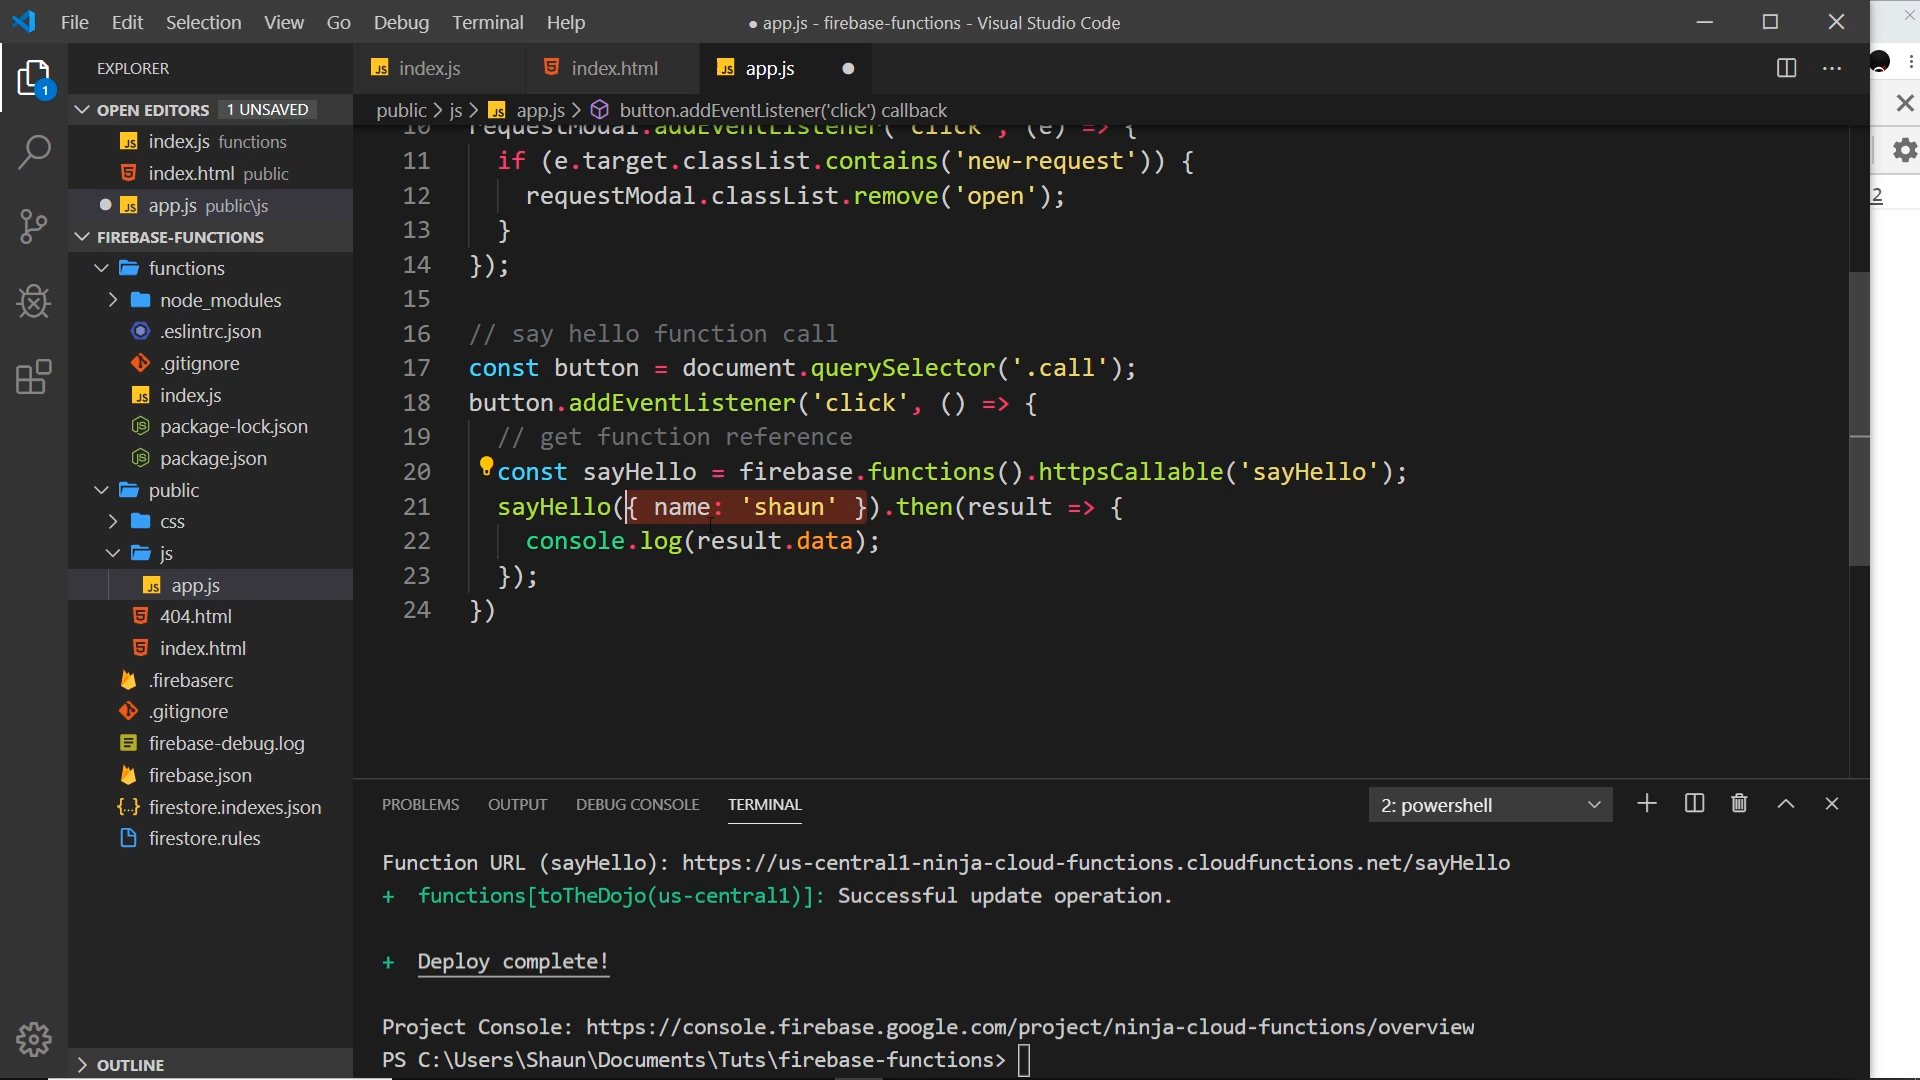 File Edit Selection View Go Debug Terminal Help
● app.js - firebase-functions - Visual Studio Code
EXPLORER
index.js
index.html
app.js
OPEN EDITORS 1 UNSAVED
public > js > app.js > button.addEventListener('click') callback
index.js functions
index.html public
app.js public\js
FIREBASE-FUNCTIONS
functions
node_modules
.eslintrc.json
.gitignore
index.js
package-lock.json
package.json
public
css
js
app.js
404.html
index.html
.firebaserc
.gitignore
firebase-debug.log
firebase.json
firestore.indexes.json
firestore.rules
OUTLINE
1
10 requestModal.addEventListener('click', (e) => {
11 if (e.target.classList.contains('new-request')) {
12 requestModal.classList.remove('open');
13 }
14 });
15
16 // say hello function call
17 const button = document.querySelector('.call');
18 button.addEventListener('click', () => {
19 // get function reference
20 const sayHello = firebase.functions().httpsCallable('sayHello');
21 sayHello({ name: 'shaun' }).then(result => {
22 console.log(result.data);
23 });
24 })
2
PROBLEMS OUTPUT DEBUG CONSOLE TERMINAL
2: powershell
Function URL (sayHello): https://us-central1-ninja-cloud-functions.cloudfunctions.net/sayHello
+ functions[toTheDojo(us-central1)]: Successful update operation.
+ Deploy complete!
Project Console: https://console.firebase.google.com/project/ninja-cloud-functions/overview
PS C:\Users\Shaun\Documents\Tuts\firebase-functions>